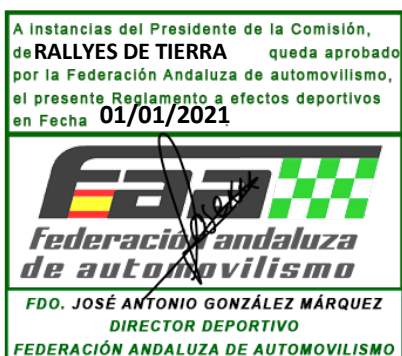 A instancias del Presidente de la Comisión,
de RALLYES DE TIERRA queda aprobado
por la Federación Andaluza de automovilismo,
el presente Reglamento a efectos deportivos
en Fecha 01/01/2021
faa
federación andaluza
de automovilismo
FDO. JOSÉ ANTONIO GONZÁLEZ MÁRQUEZ
DIRECTOR DEPORTIVO
FEDERACIÓN ANDALUZA DE AUTOMOVILISMO